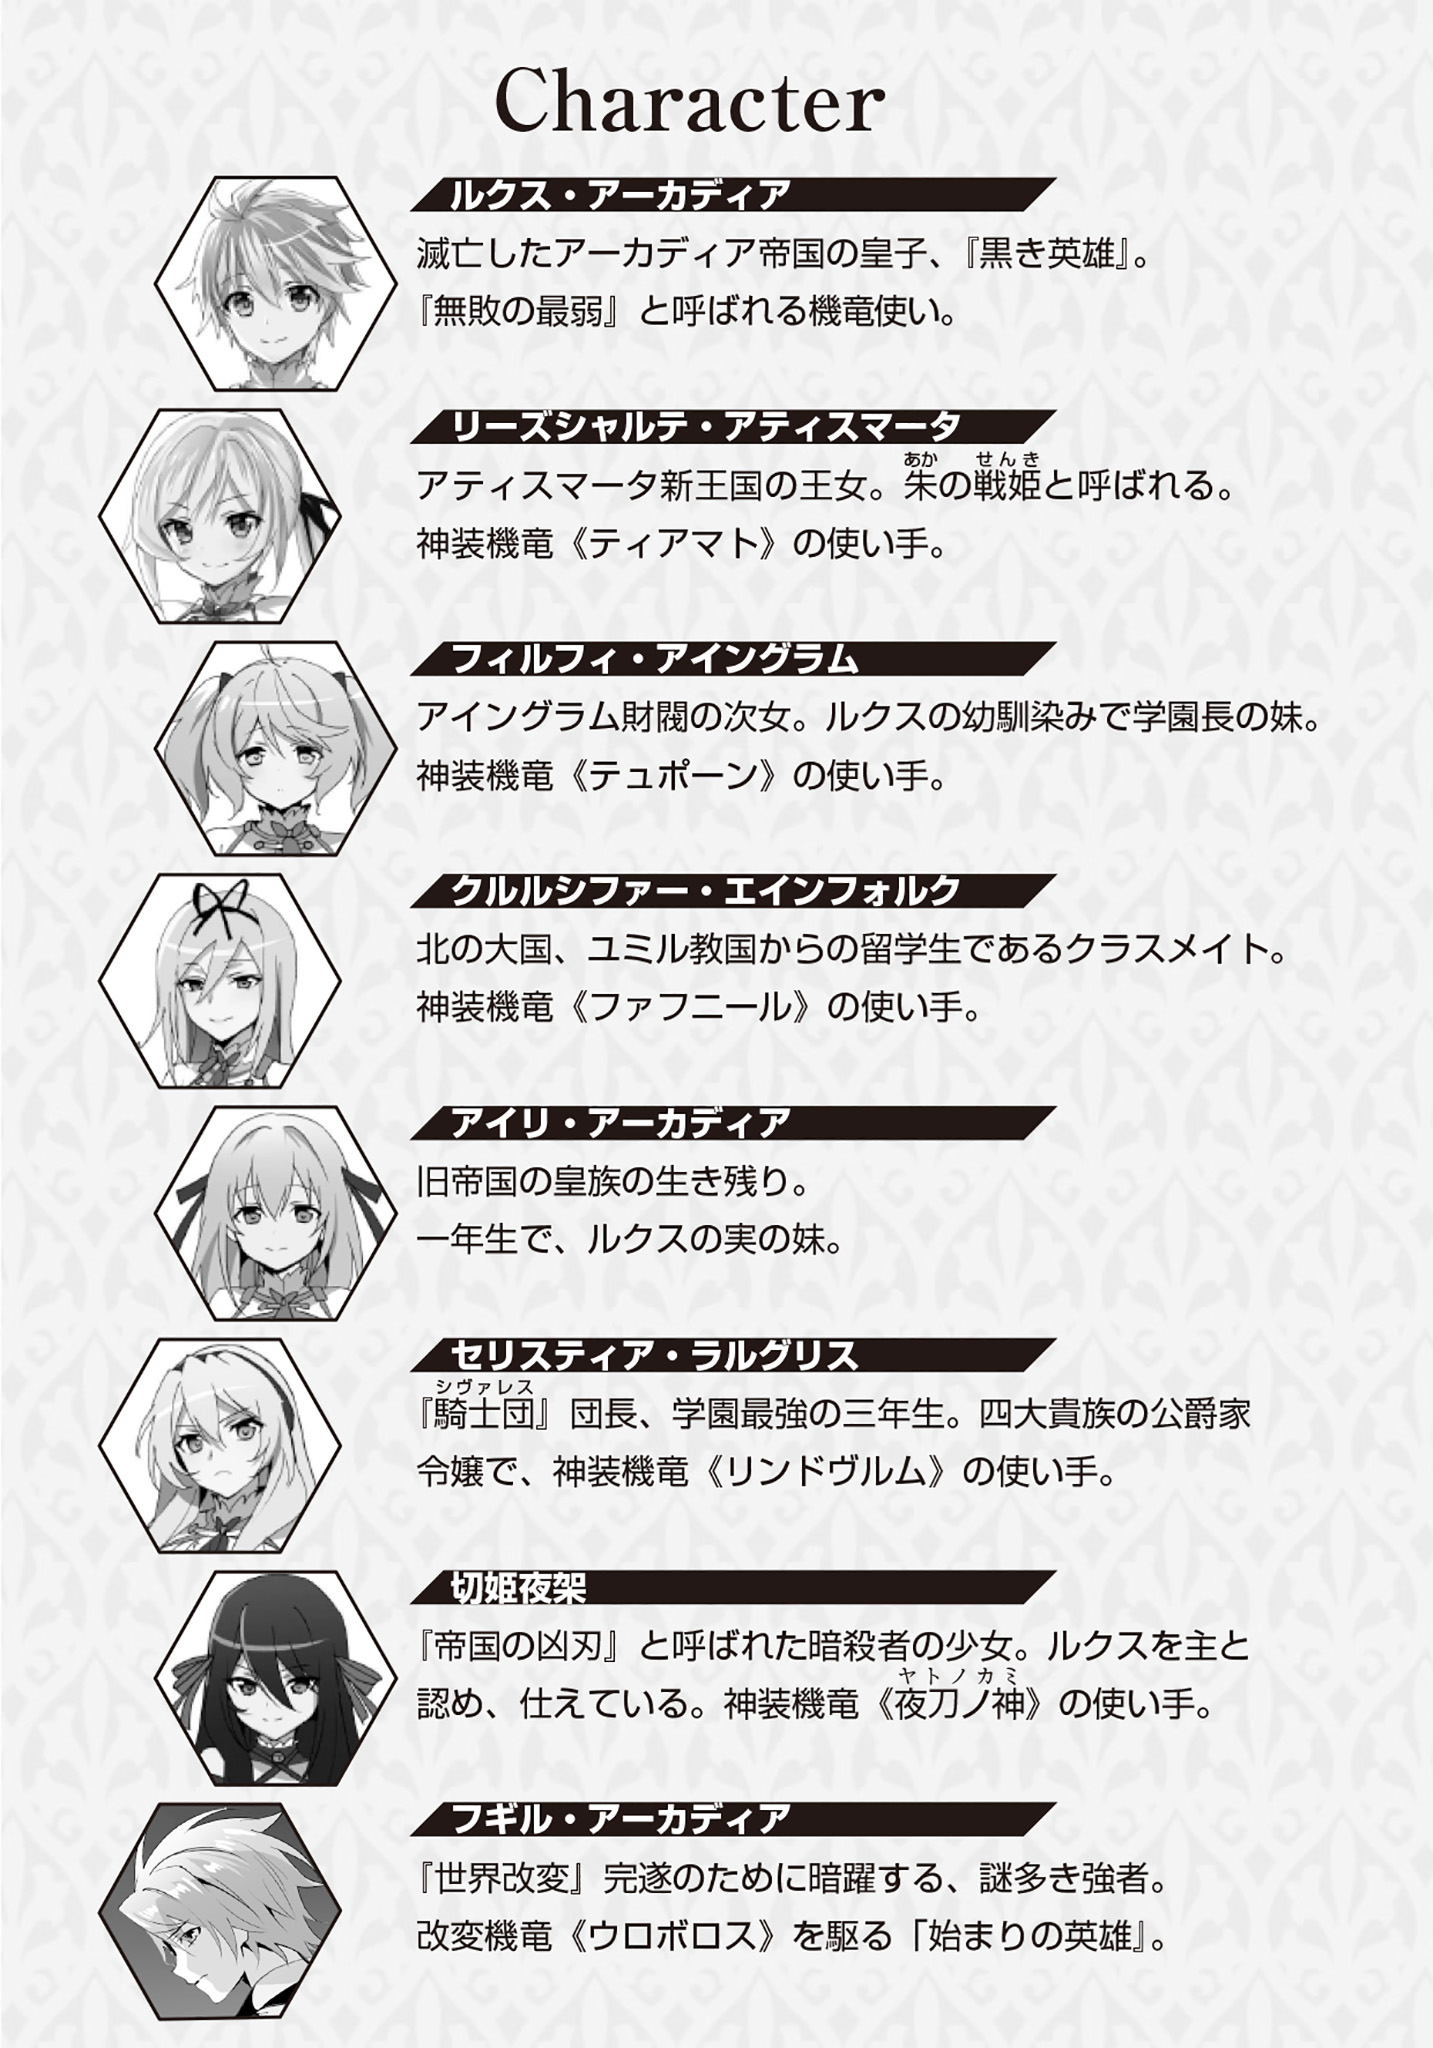 Character
ルクス・アーカディア
滅亡したアーカディア帝国の皇子、『黒き英雄』。
『無敗の最弱』と呼ばれる機竜使い。
リーズシャルテ・アティスマータ
あか せんき
アティスマータ新王国の王女。朱の戦姫と呼ばれる。
神装機竜《ティアマト》の使い手。
フィルフィ・アイングラム
アイングラム財閥の次女。ルクスの幼馴染みで学園長の妹。
神装機竜《テュポーン》の使い手。
クルルシファー・エインフォルク
北の大国、ユミル教国からの留学生であるクラスメイト。
神装機竜《ファフニール》の使い手。
アイリ・アーカディア
旧帝国の皇族の生き残り。
一年生で、ルクスの実の妹。
セリスティア・ラルグリス
シヴァレス
『騎士団』団長、学園最強の三年生。四大貴族の公爵家
令嬢で、神装機竜《リンドヴルム》の使い手。
切姫夜架
『帝国の凶刃』と呼ばれた暗殺者の少女。ルクスを主と
ヤトノカミ
認め、仕えている。神装機竜《夜刀ノ神》の使い手。
フギル・アーカディア
『世界改変』完遂のために暗躍する、謎多き強者。
改変機竜《ウロボロス》を駆る「始まりの英雄』。